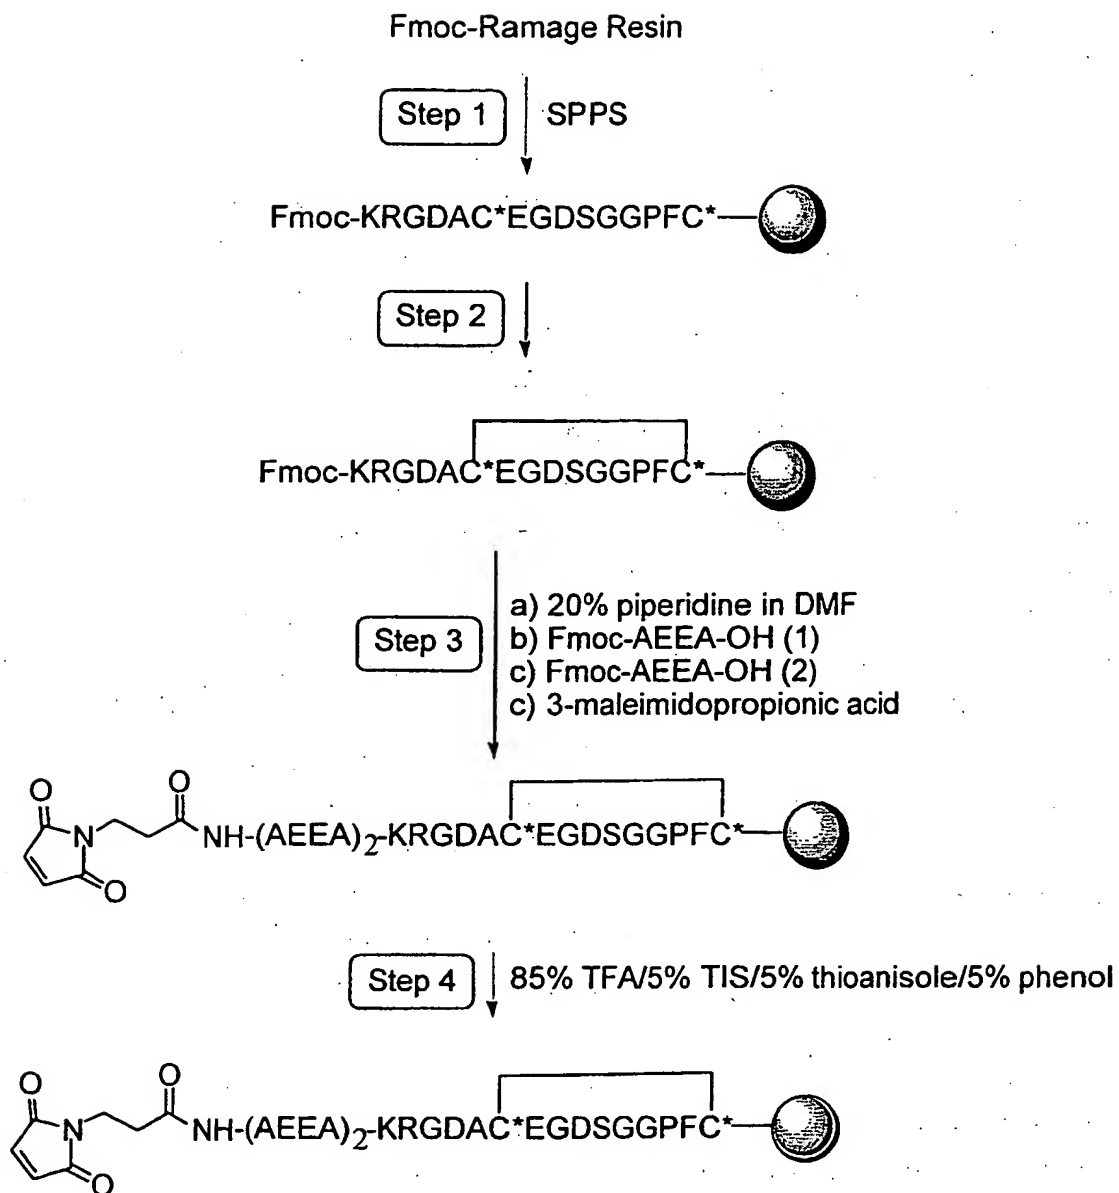 Fmoc-Ramage Resin
Step 1
SPPS
Fmoc-KRGDAC*EGDSGGPFC*
Step 2
Fmoc-KRGDAC*EGDSGGPFC*
Step 3
a) 20% piperidine in DMF
b) Fmoc-AEEA-OH (1)
c) Fmoc-AEEA-OH (2)
c) 3-maleimidopropionic acid
O
O
N
O
NH-(AEEA)2-KRGDAC*EGDSGGPFC*
Step 4
85% TFA/5% TIS/5% thioanisole/5% phenol
O
O
N
O
NH-(AEEA)2-KRGDAC*EGDSGGPFC*